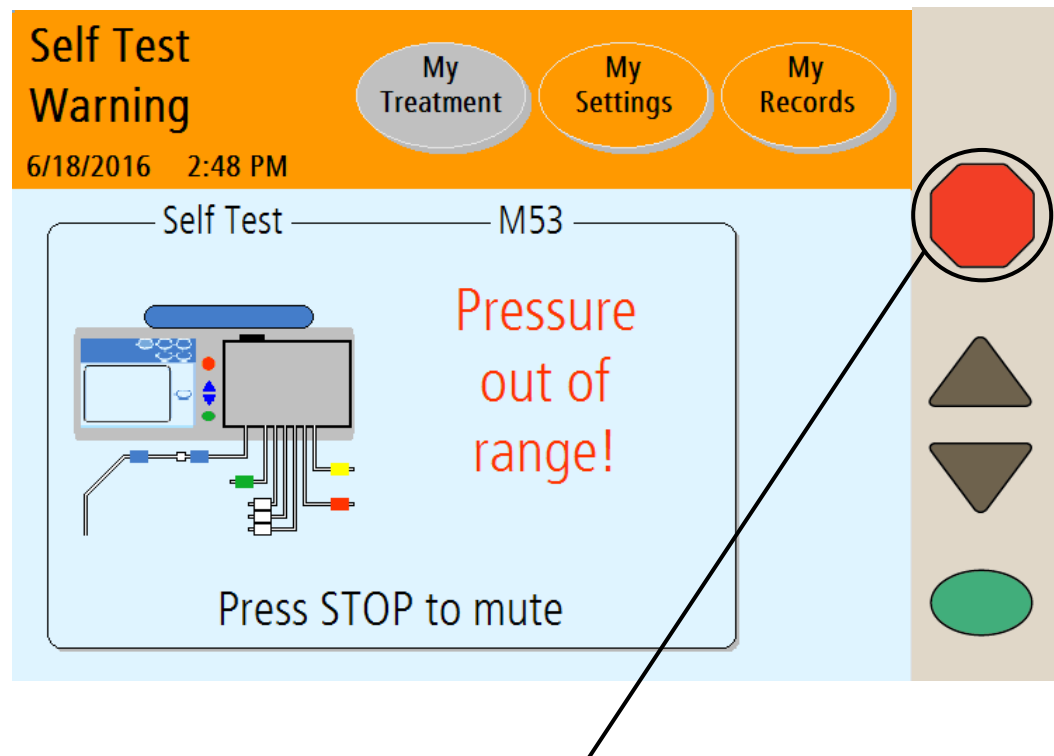 Self Test
Warning
6/18/2016 2:48 PM
My
Treatment
My
Settings
My
Records
Self Test
M53
Pressure
out of
range!
Press STOP to mute